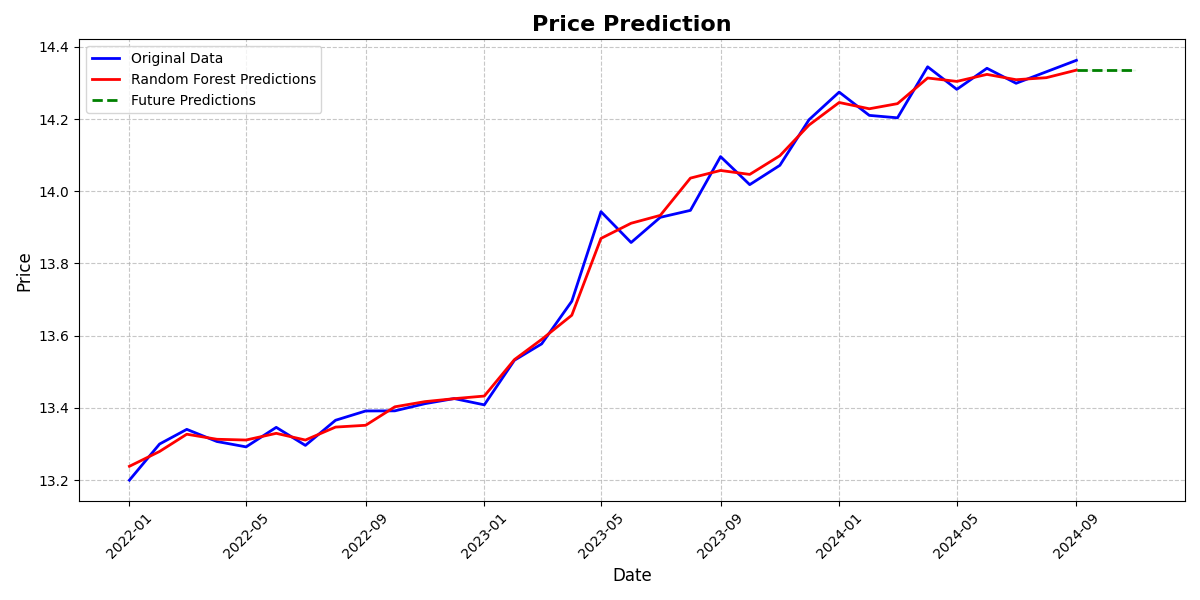 Price Prediction
Original Data
Random Forest Predictions
Future Predictions
Price
14.4
14.2
14.0
13.8
13.6
13.4
13.2
2022-01
2022-05
2022-09
2023-01
2023-05
2023-09
2024-01
2024-05
2024-09
Date